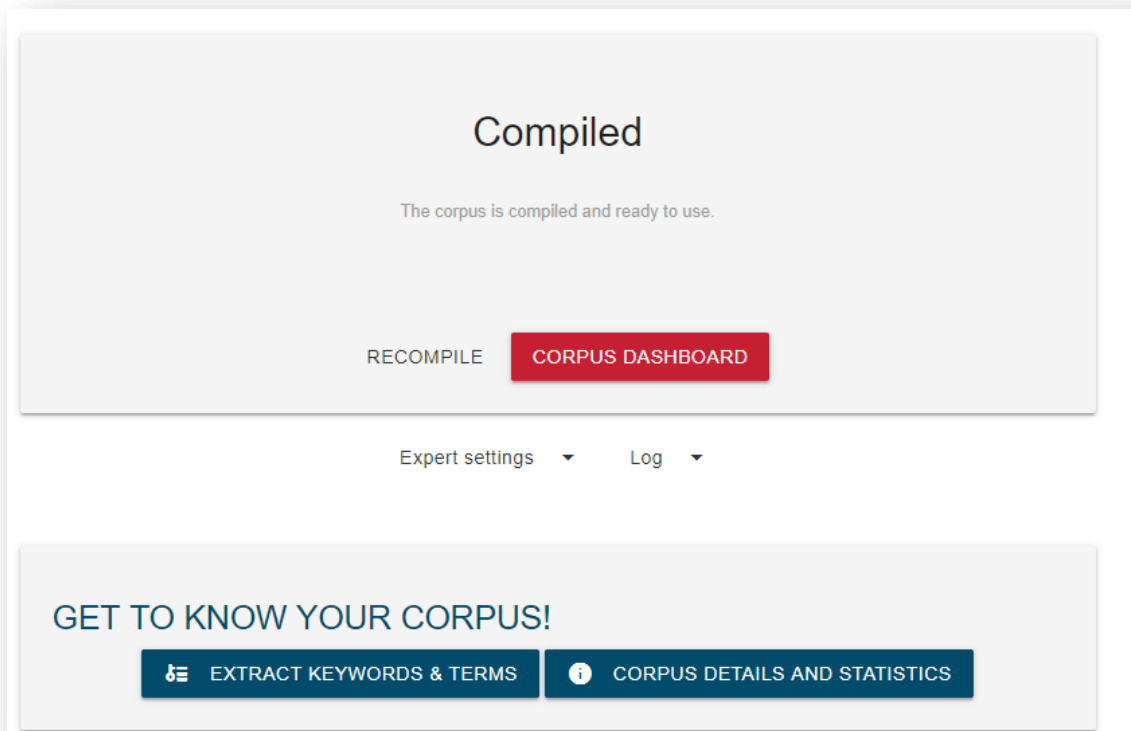 Compiled
The corpus is compiled and ready to use.
RECOMPILE CORPUS DASHBOARD
Expert settings Log
GET TO KNOW YOUR CORPUS!
EXTRACT KEYWORDS & TERMS CORPUS DETAILS AND STATISTICS